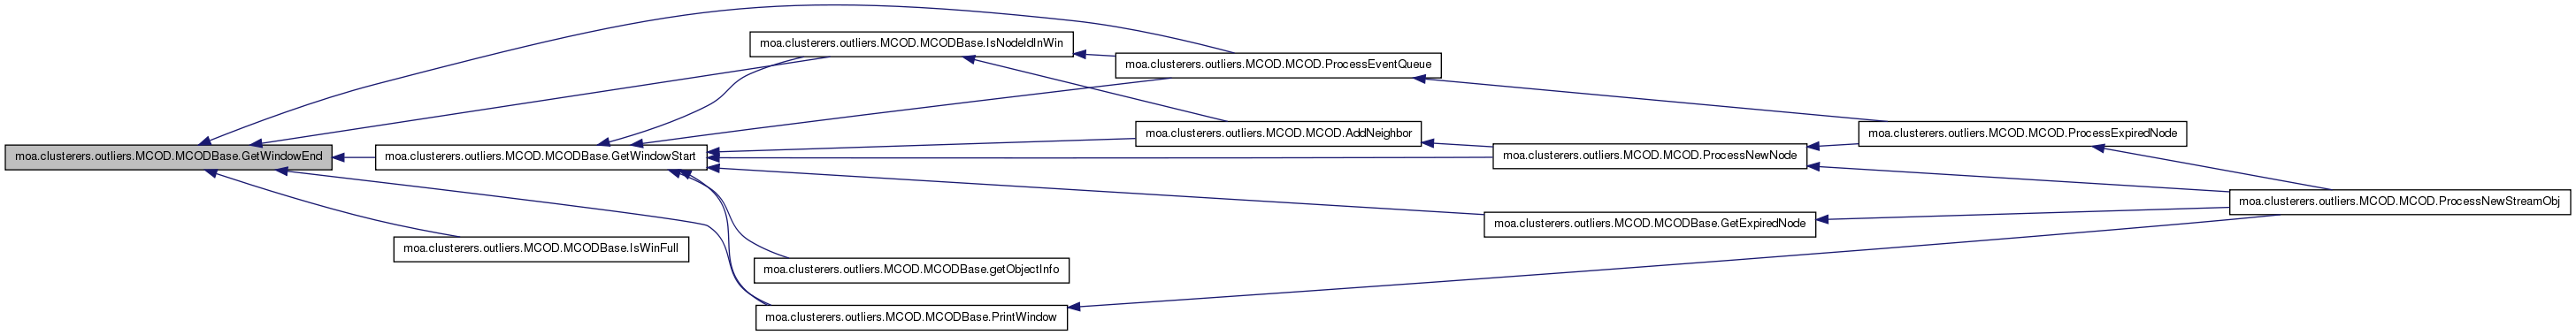 moa.clusterers.outliers.MCOD.MCODBase.GetWindowEnd
moa.clusterers.outliers.MCOD.MCODBase.GetWindowStart
moa.clusterers.outliers.MCOD.MCODBase.IsWinFull
moa.clusterers.outliers.MCOD.MCODBase.IsNodeIdInWin
moa.clusterers.outliers.MCOD.MCODBase.getObjectInfo
moa.clusterers.outliers.MCOD.MCODBase.PrintWindow
moa.clusterers.outliers.MCOD.MCOD.ProcessEventQueue
moa.clusterers.outliers.MCOD.MCOD.AddNeighbor
moa.clusterers.outliers.MCOD.MCOD.ProcessNewNode
moa.clusterers.outliers.MCOD.MCODBase.GetExpiredNode
moa.clusterers.outliers.MCOD.MCOD.ProcessExpiredNode
moa.clusterers.outliers.MCOD.MCOD.ProcessNewStreamObj